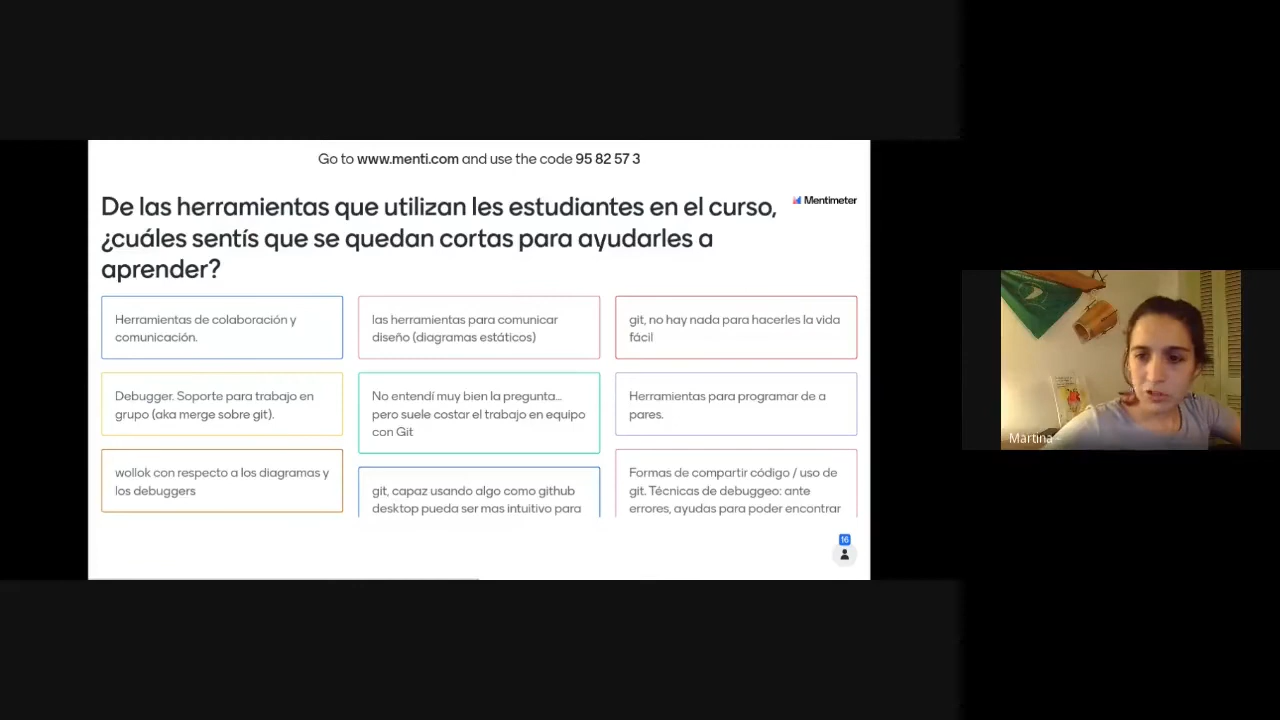 Go to www.menti.com and use the code 95 82 57 3
De las herramientas que utilizan les estudiantes en el curso,
¿cuáles sentís que se quedan cortas para ayudarles a
aprender?
Mentimeter
Herramientas de colaboración y
comunicación.
las herramientas para comunicar
diseño (diagramas estáticos)
git, no hay nada para hacerles la vida
fácil
Debugger. Soporte para trabajo en
grupo (aka merge sobre git).
No entendí muy bien la pregunta...
pero suele costar el trabajo en equipo
con Git
Herramientas para programar de a
pares.
wollok con respecto a los diagramas y
los debuggers
git, capaz usando algo como github
desktop pueda ser mas intuitivo para
Formas de compartir código / uso de
git. Técnicas de debuggeo: ante
errores, ayudas para poder encontrar
16
Martina -